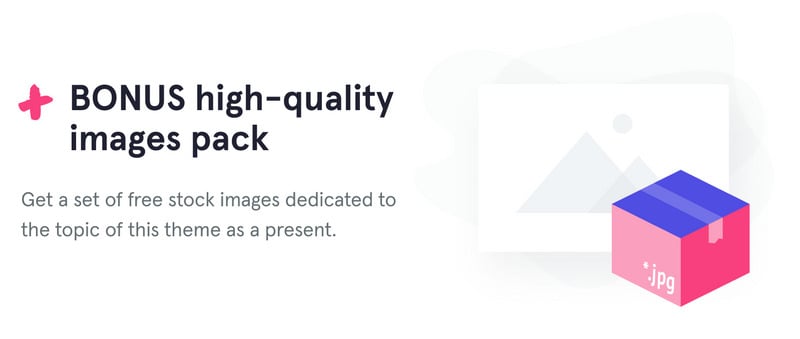 BONUS high-quality
images pack
Get a set of free stock images dedicated to
the topic of this theme as a present.
*.jpg